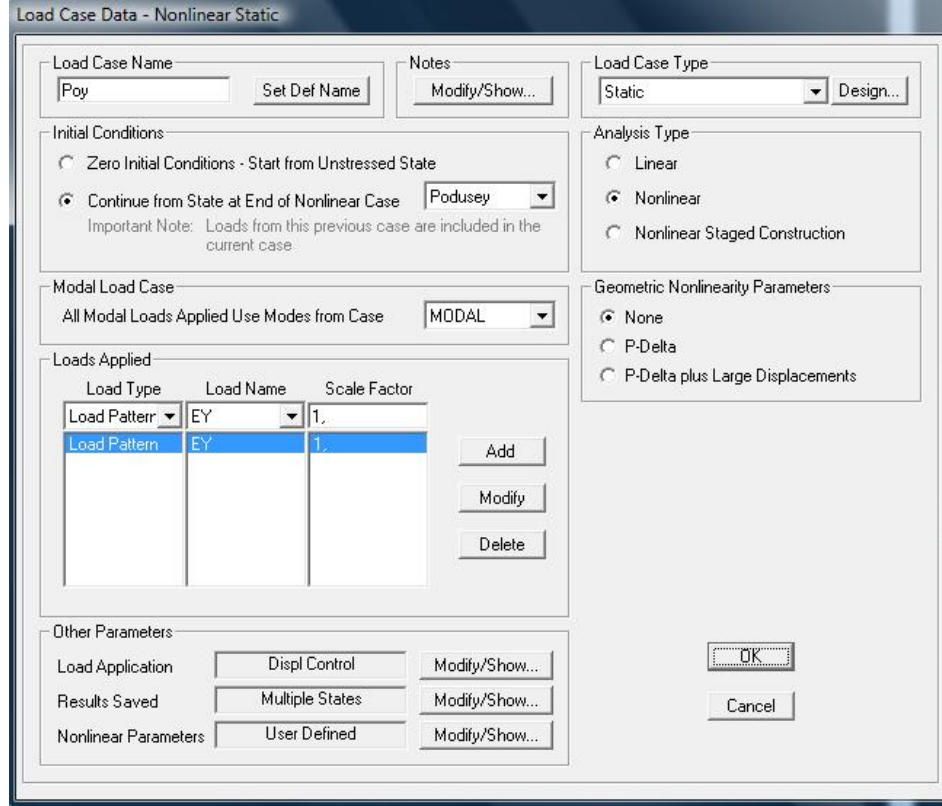 Load Case Data - Nonlinear Static
Load Case Name
Poy
Set Def Name
Notes
Modify/Show...
Load Case Type
Static
Design...
Initial Conditions
Zero Initial Conditions - Start from Unstressed State
Continue from State at End of Nonlinear Case
Podusey
Important Note: Loads from this previous case are included in the
current case
Analysis Type
Linear
Nonlinear
Nonlinear Staged Construction
Modal Load Case
All Modal Loads Applied Use Modes from Case
MODAL
Geometric Nonlinearity Parameters
None
P-Delta
P-Delta plus Large Displacements
Loads Applied
Load Type Load Name Scale Factor
Load Patterr EY 1,
Load Pattern EY 1,
Add
Modify
Delete
Other Parameters
Load Application Displ Control Modify/Show...
Results Saved Multiple States Modify/Show...
Nonlinear Parameters User Defined Modify/Show...
OK
Cancel